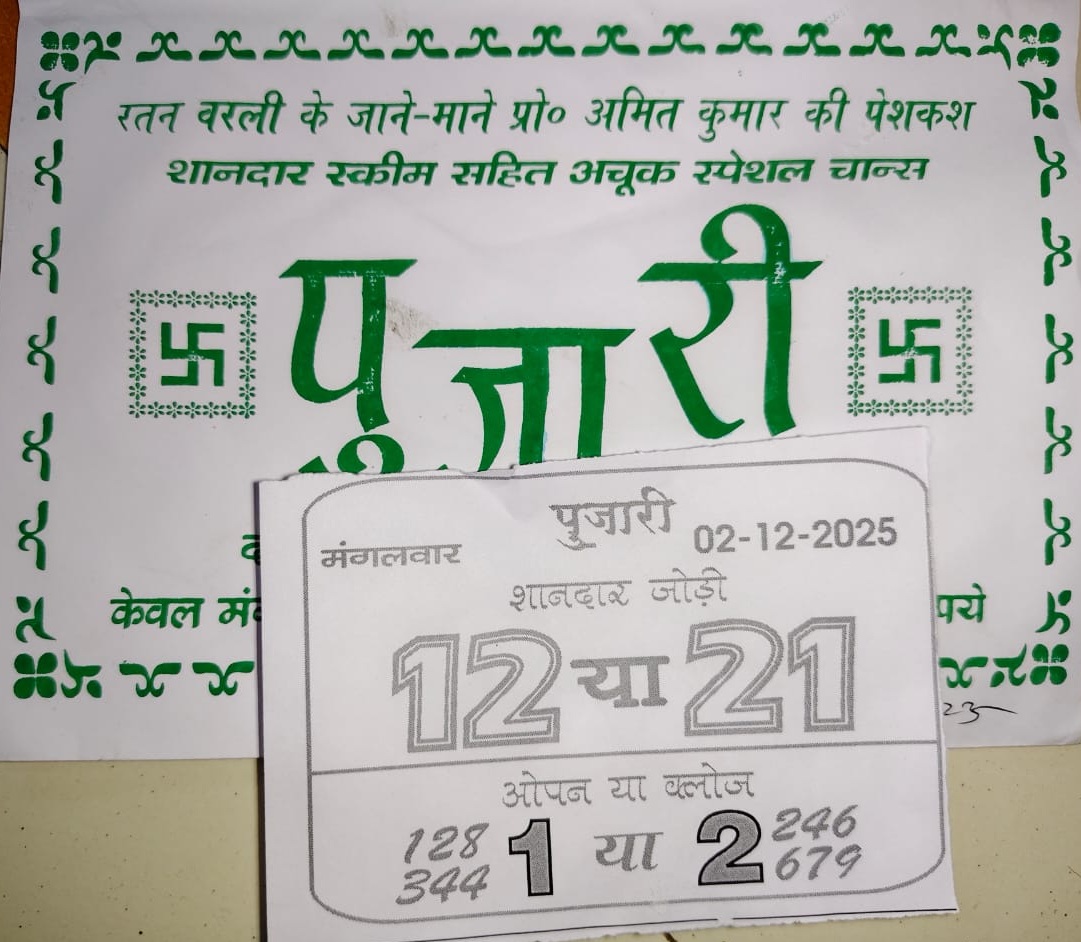 रतन वरली के जाने-माने प्रो० अमित कुमार की पेशकश
शानदार स्कीम सहित अचूक स्पेशल चान्स
पुजारी
केवल
पुजारी
मंगलवार 02-12-2025
शानदार जोड़ी
12 या 21
ओपन या क्लोज
128 1 या 2 246
344 679